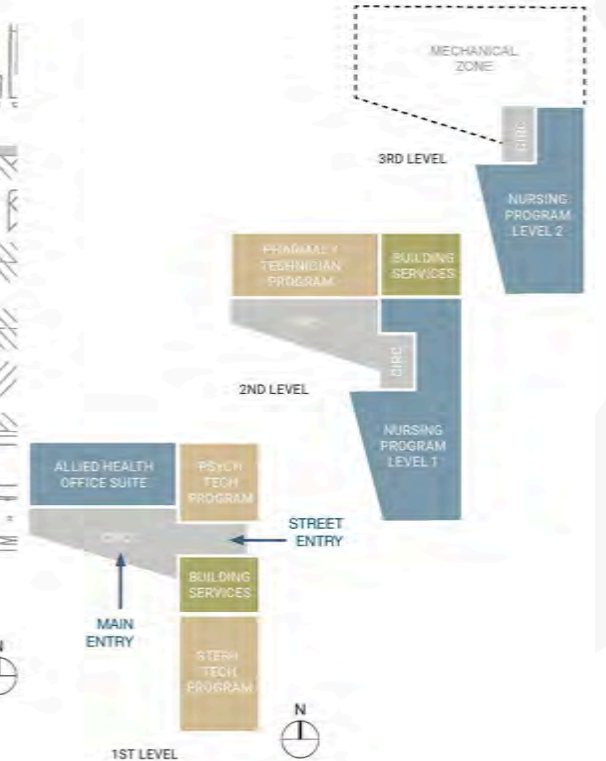 MECHANICAL
ZONE
CIRC
3RD LEVEL
NURSING
PROGRAM
LEVEL 2
PHARMACY
TECHNICIAN
PROGRAM
BUILDING
SERVICES
CIRC
CIRC
2ND LEVEL
NURSING
PROGRAM
LEVEL 1
ALLIED HEALTH
OFFICE SUITE
PSYCH
TECH
PROGRAM
CIRC
STREET
ENTRY
BUILDING
SERVICES
MAIN
ENTRY
STERIL
TECH
PROGRAM
N
1ST LEVEL